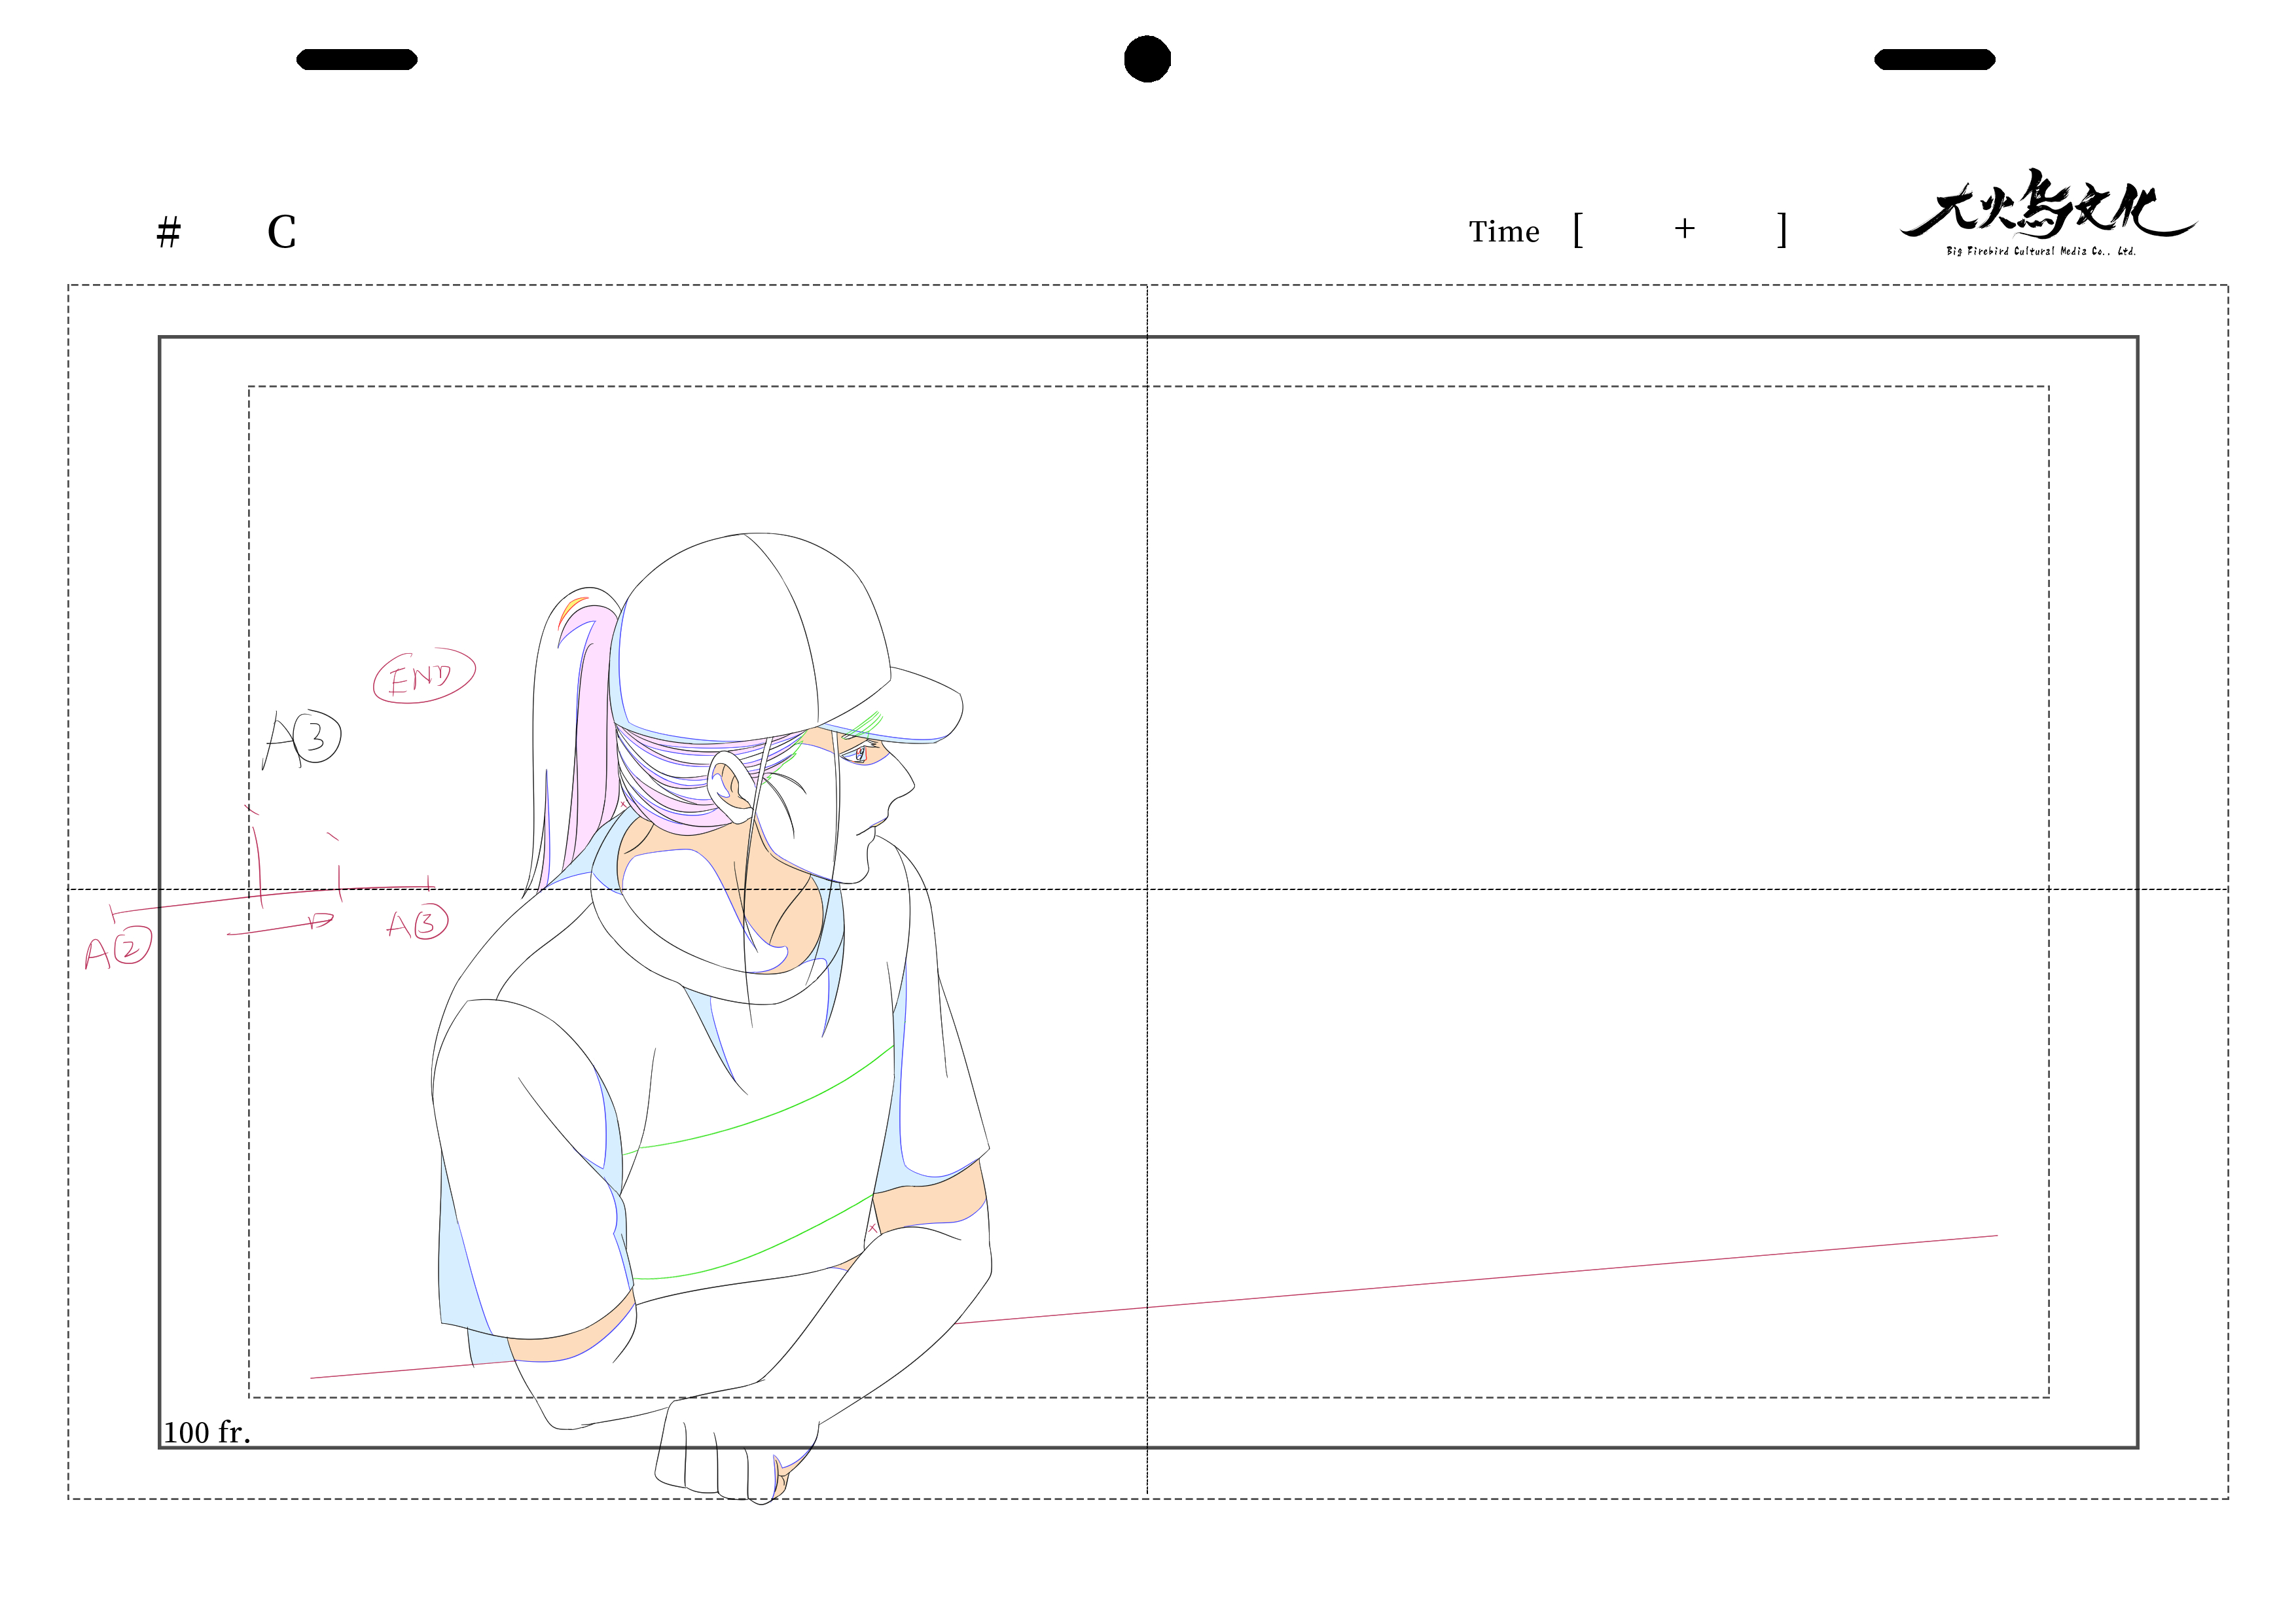 # C Time [ + ]
大火鸟文化
Big Firebird Cultural Media Co., Ltd.
END
A③
A② A③
100 fr.